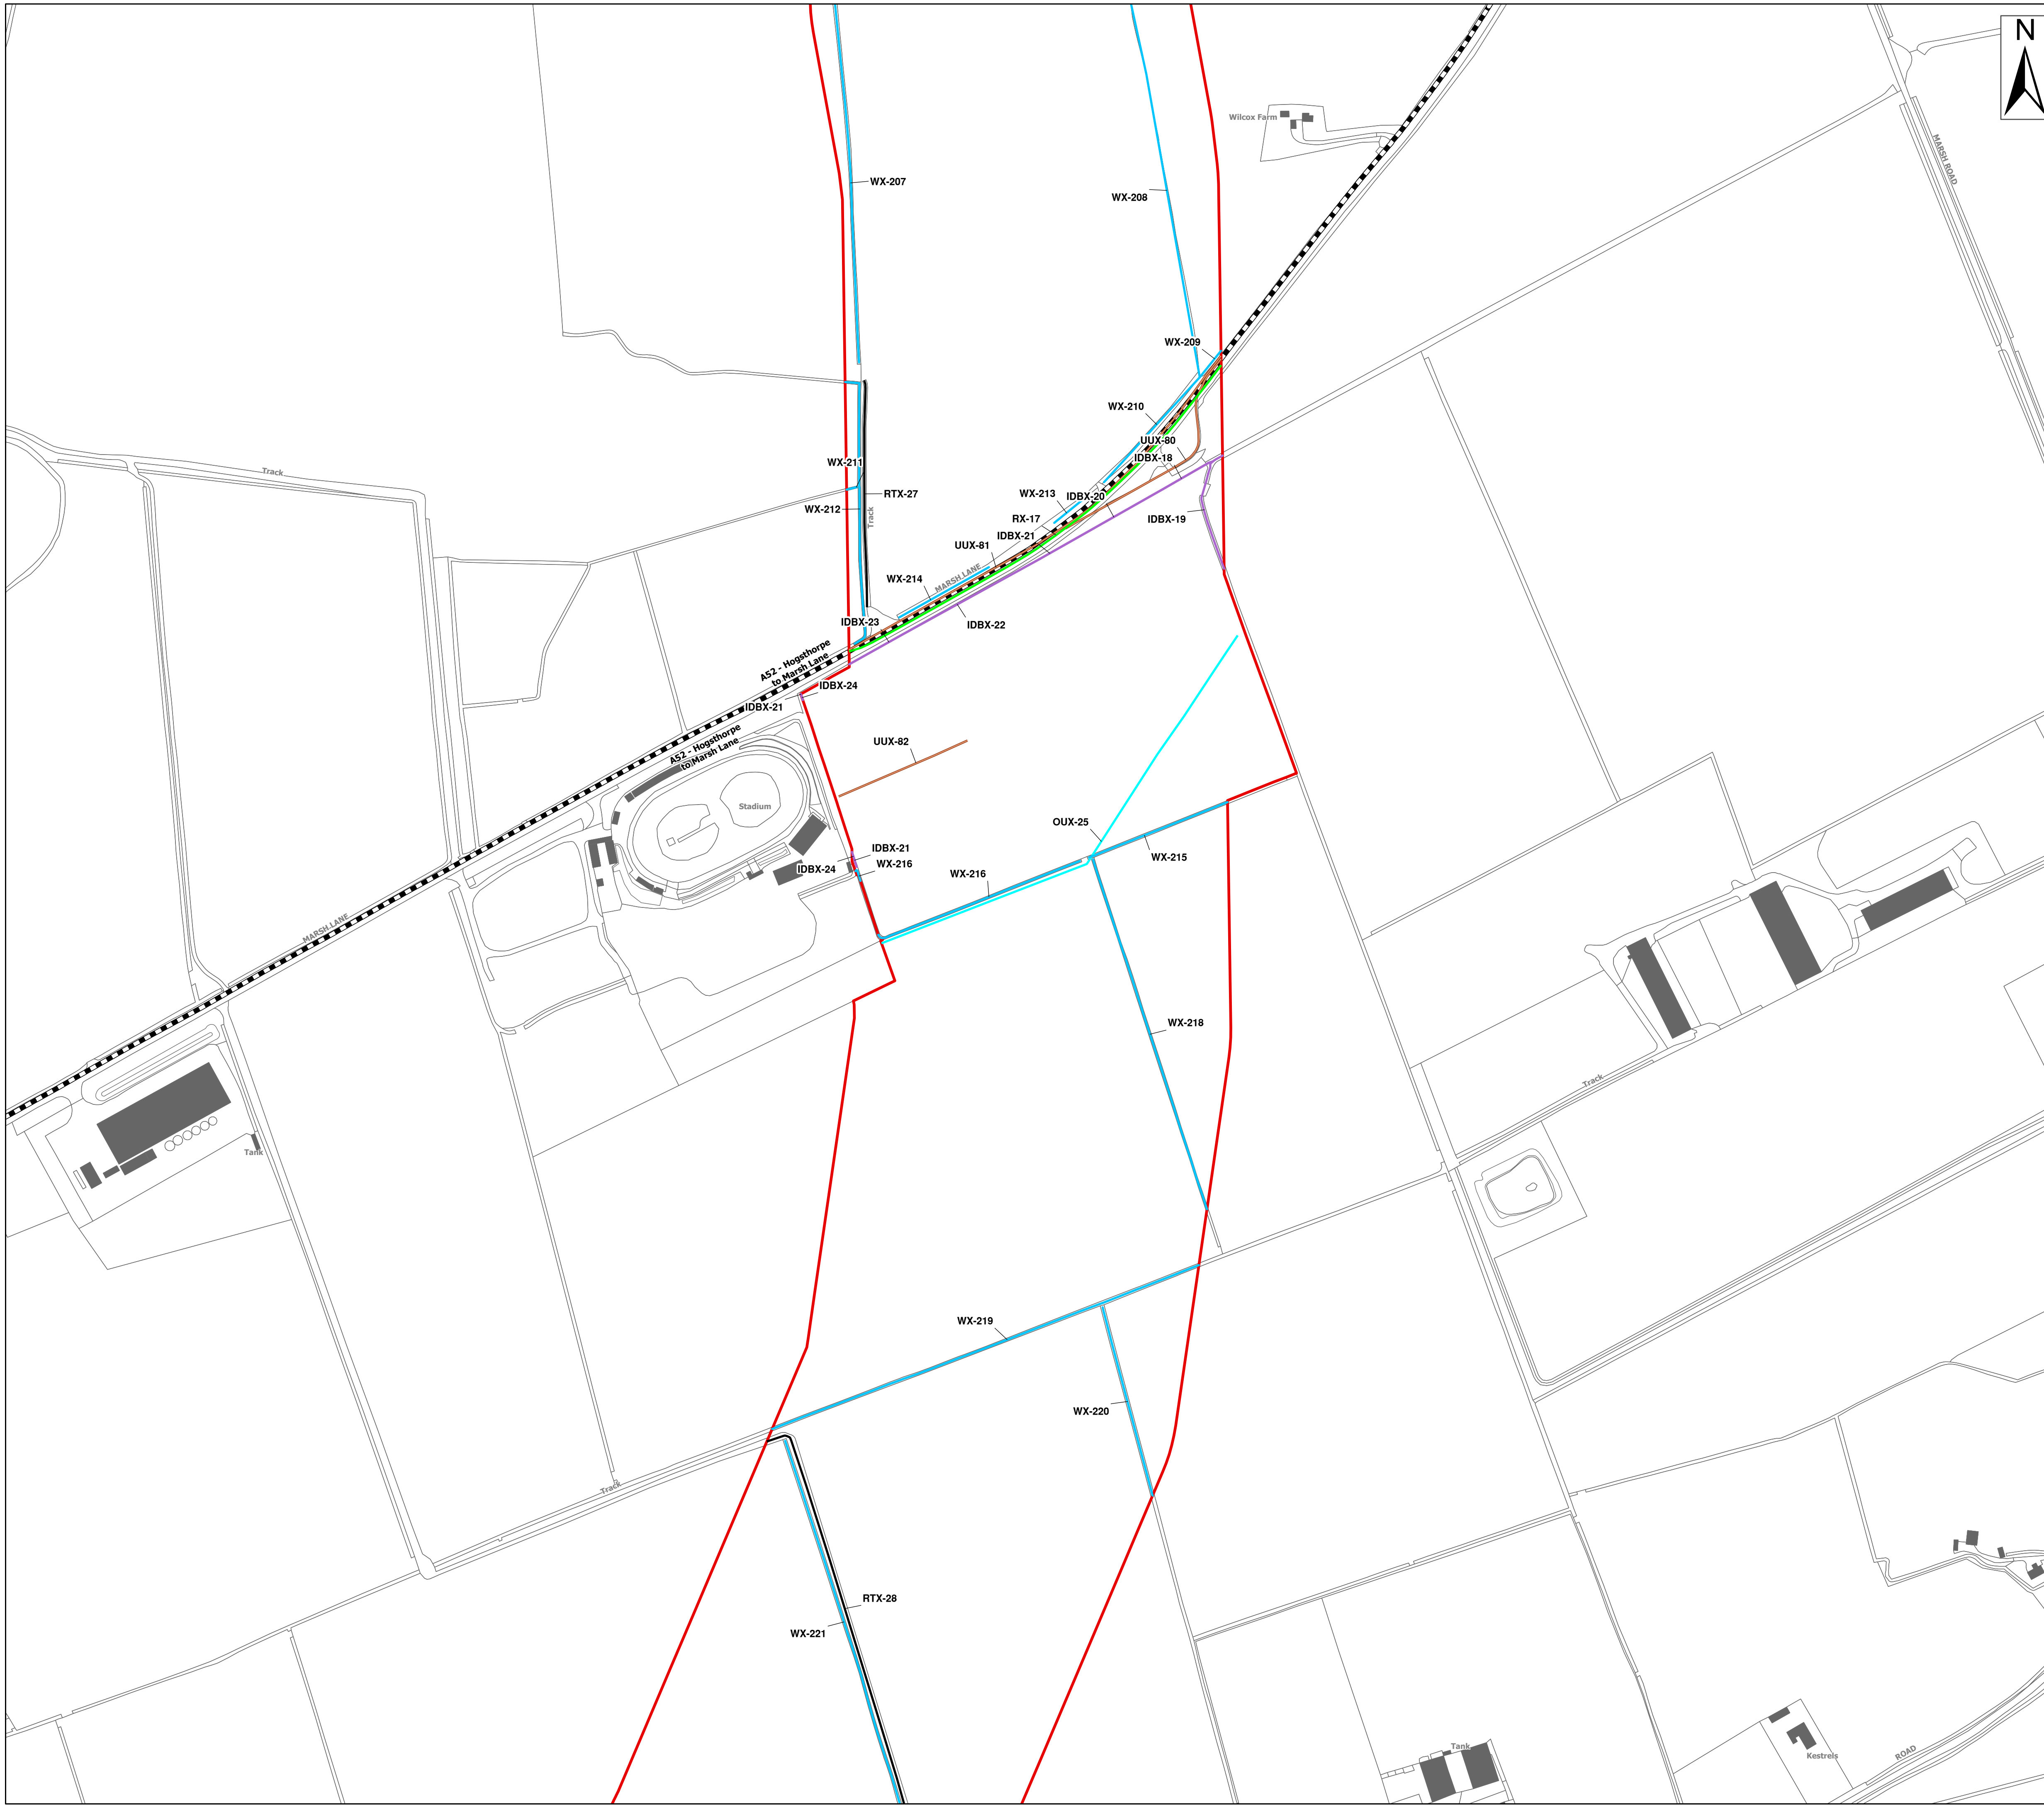 N
Wilcox Farm
MARSH ROAD
WX-207
WX-208
WX-209
WX-210
UUX-80
IDBX-18
WX-211
Track
RTX-27
WX-213
IDBX-20
WX-212
Track
RX-17
IDBX-19
IDBX-21
UUX-81
MARSH LANE
WX-214
IDBX-23
IDBX-22
A52 - Hogsthorpe
to Marsh Lane
IDBX-24
IDBX-21
A52 - Hogsthorpe
to Marsh Lane
UUX-82
Stadium
OUX-25
IDBX-21
WX-215
IDBX-24
WX-216
WX-216
MARSH LANE
WX-218
Track
Tank
WX-219
WX-220
Track
RTX-28
WX-221
Tank
Kestrels
ROAD